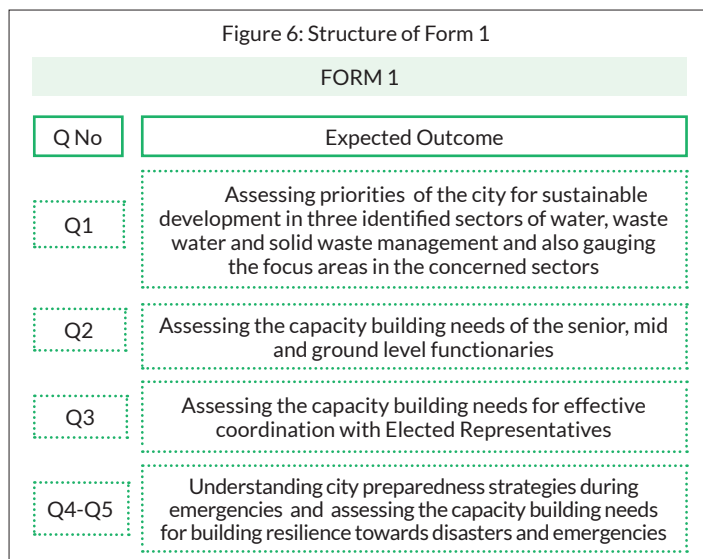 Figure 6: Structure of Form 1
FORM 1
Q No
Expected Outcome
Q1
Assessing priorities of the city for sustainable
development in three identified sectors of water, waste
water and solid waste management and also gauging
the focus areas in the concerned sectors
Q2
Assessing the capacity building needs of the senior, mid
and ground level functionaries
Q3
Assessing the capacity building needs for effective
coordination with Elected Representatives
Q4-Q5
Understanding city preparedness strategies during
emergencies and assessing the capacity building needs
for building resilience towards disasters and emergencies